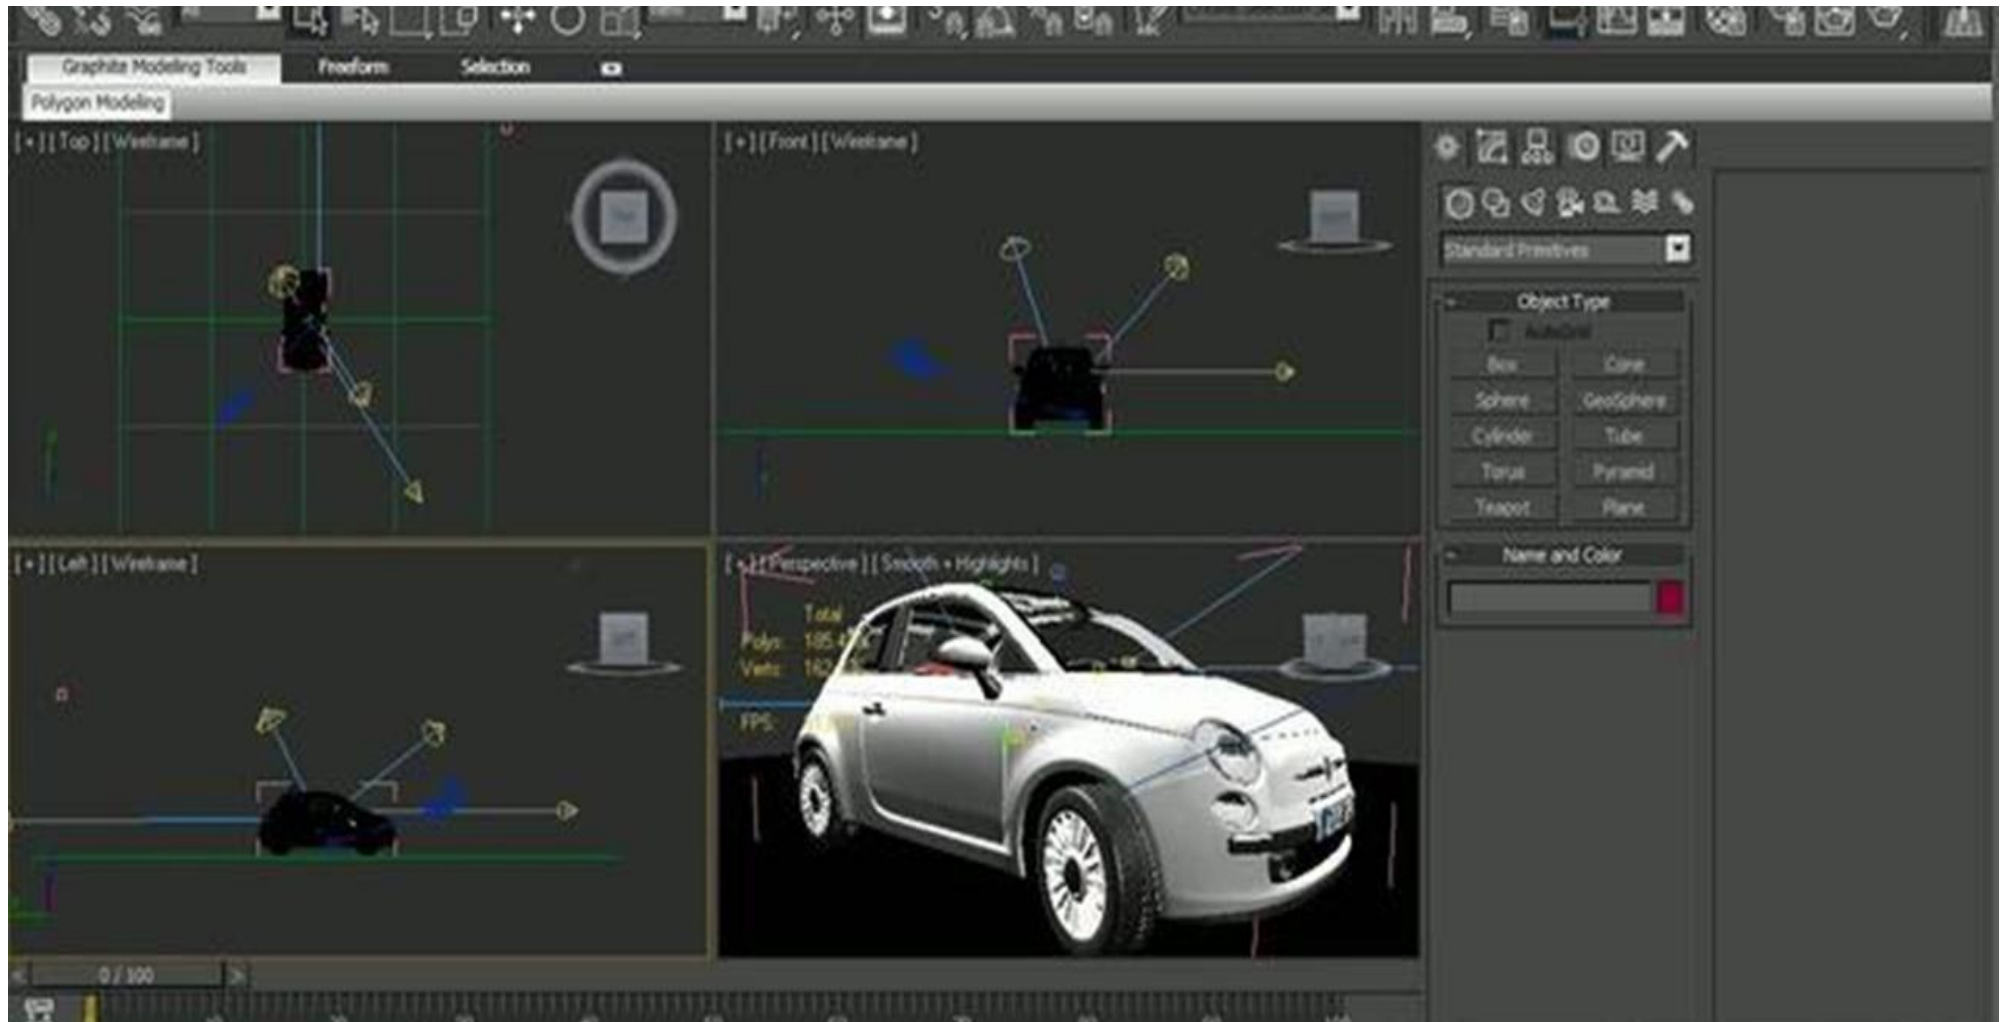 Graphite Modeling Tools Freeform Selection
Polygon Modeling
[+][Top][Wireframe]
[+][Front][Wireframe]
Standard Primitives
Object Type
AutoGrid
Box Cone
Sphere GeoSphere
Cylinder Tube
Torus Pyramid
Teapot Plane
Name and Color
[+][Left][Wireframe]
[+][Perspective][Smooth + Highlights]
Total
Polys:
Verts:
FPS:
< 0 / 100 >